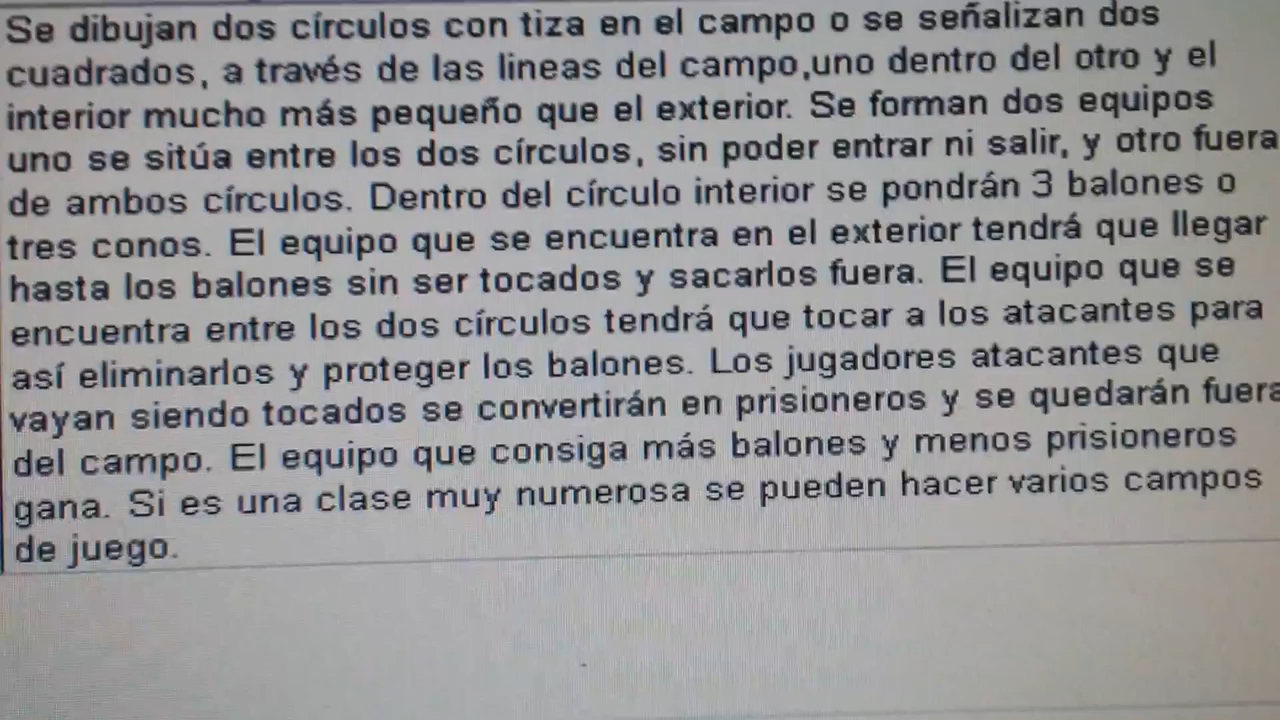 Se dibujan dos círculos con tiza en el campo o se señalizan dos
cuadrados, a través de las lineas del campo,uno dentro del otro y el
interior mucho más pequeño que el exterior. Se forman dos equipos
uno se sitúa entre los dos círculos, sin poder entrar ni salir, y otro fuera
de ambos círculos. Dentro del círculo interior se pondrán 3 balones o
tres conos. El equipo que se encuentra en el exterior tendrá que llegar
hasta los balones sin ser tocados y sacarlos fuera. El equipo que se
encuentra entre los dos círculos tendrá que tocar a los atacantes para
así eliminarlos y proteger los balones. Los jugadores atacantes que
vayan siendo tocados se convertirán en prisioneros y se quedarán fuera
del campo. El equipo que consiga más balones y menos prisioneros
gana. Si es una clase muy numerosa se pueden hacer varios campos
de juego.